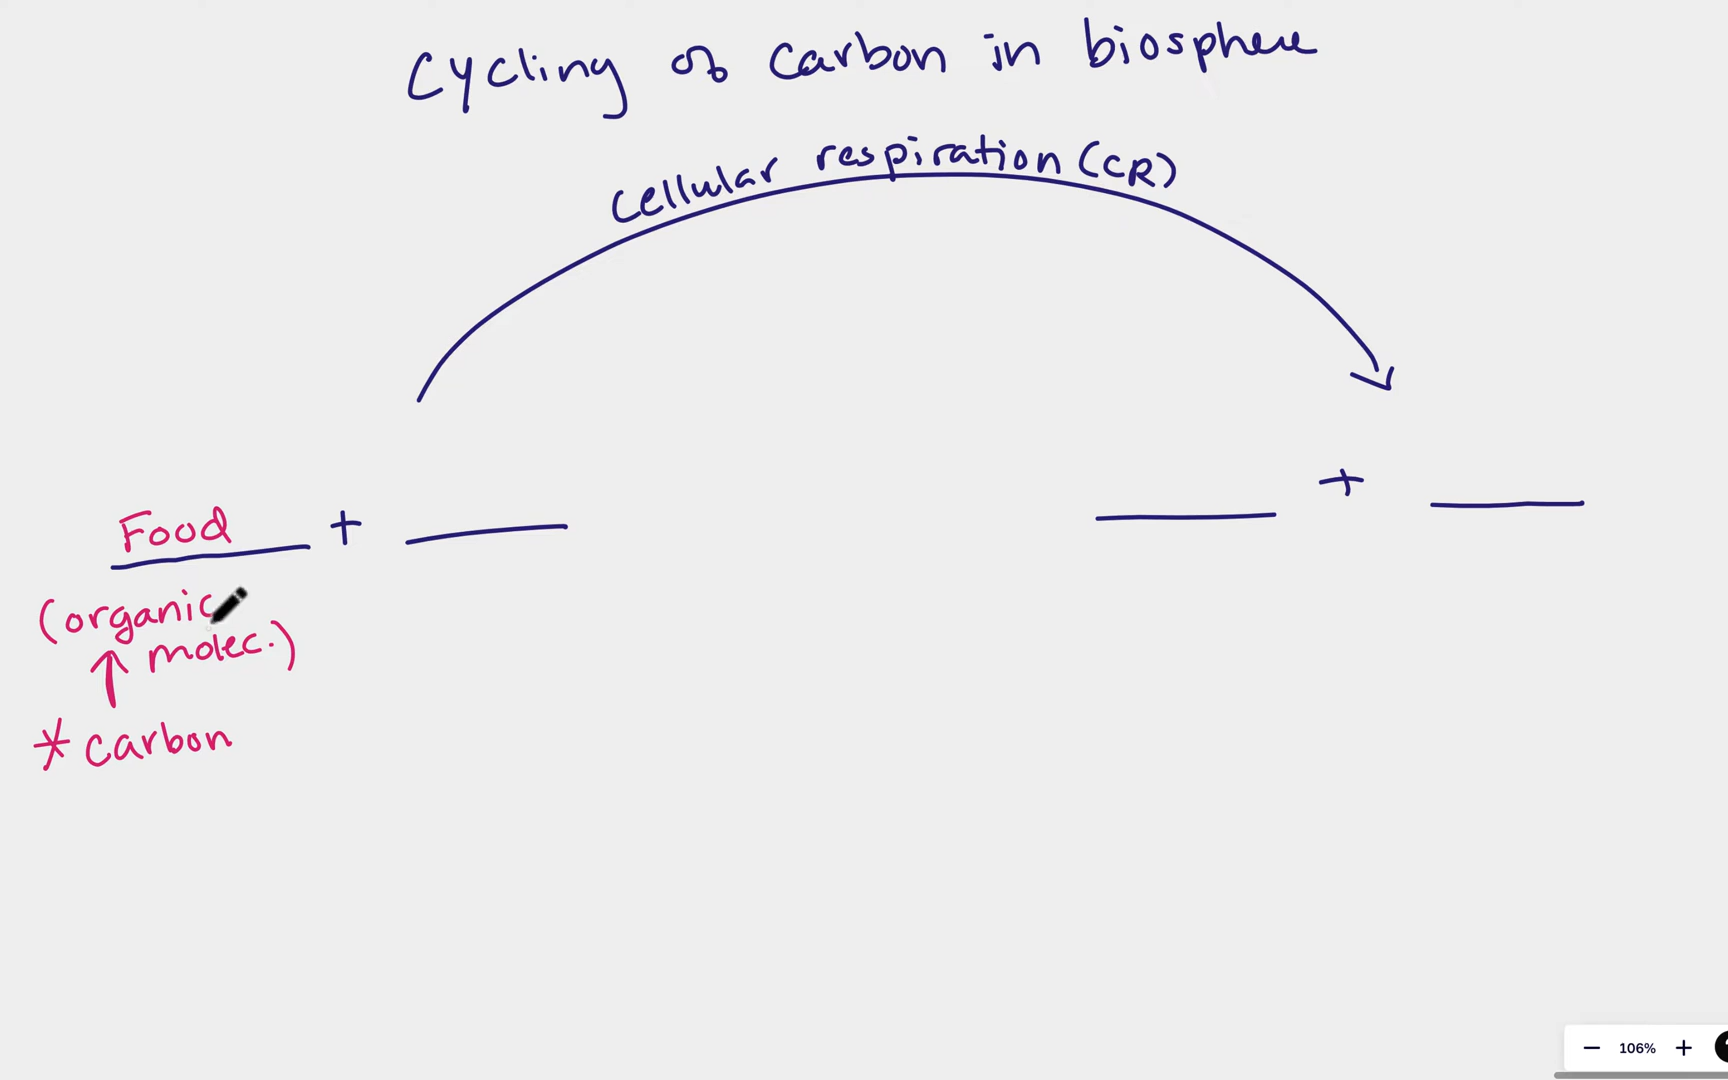 Cycling of carbon in biosphere
cellular respiration (CR)
+
Food +
(organic
molec.)
* carbon
− 106% +